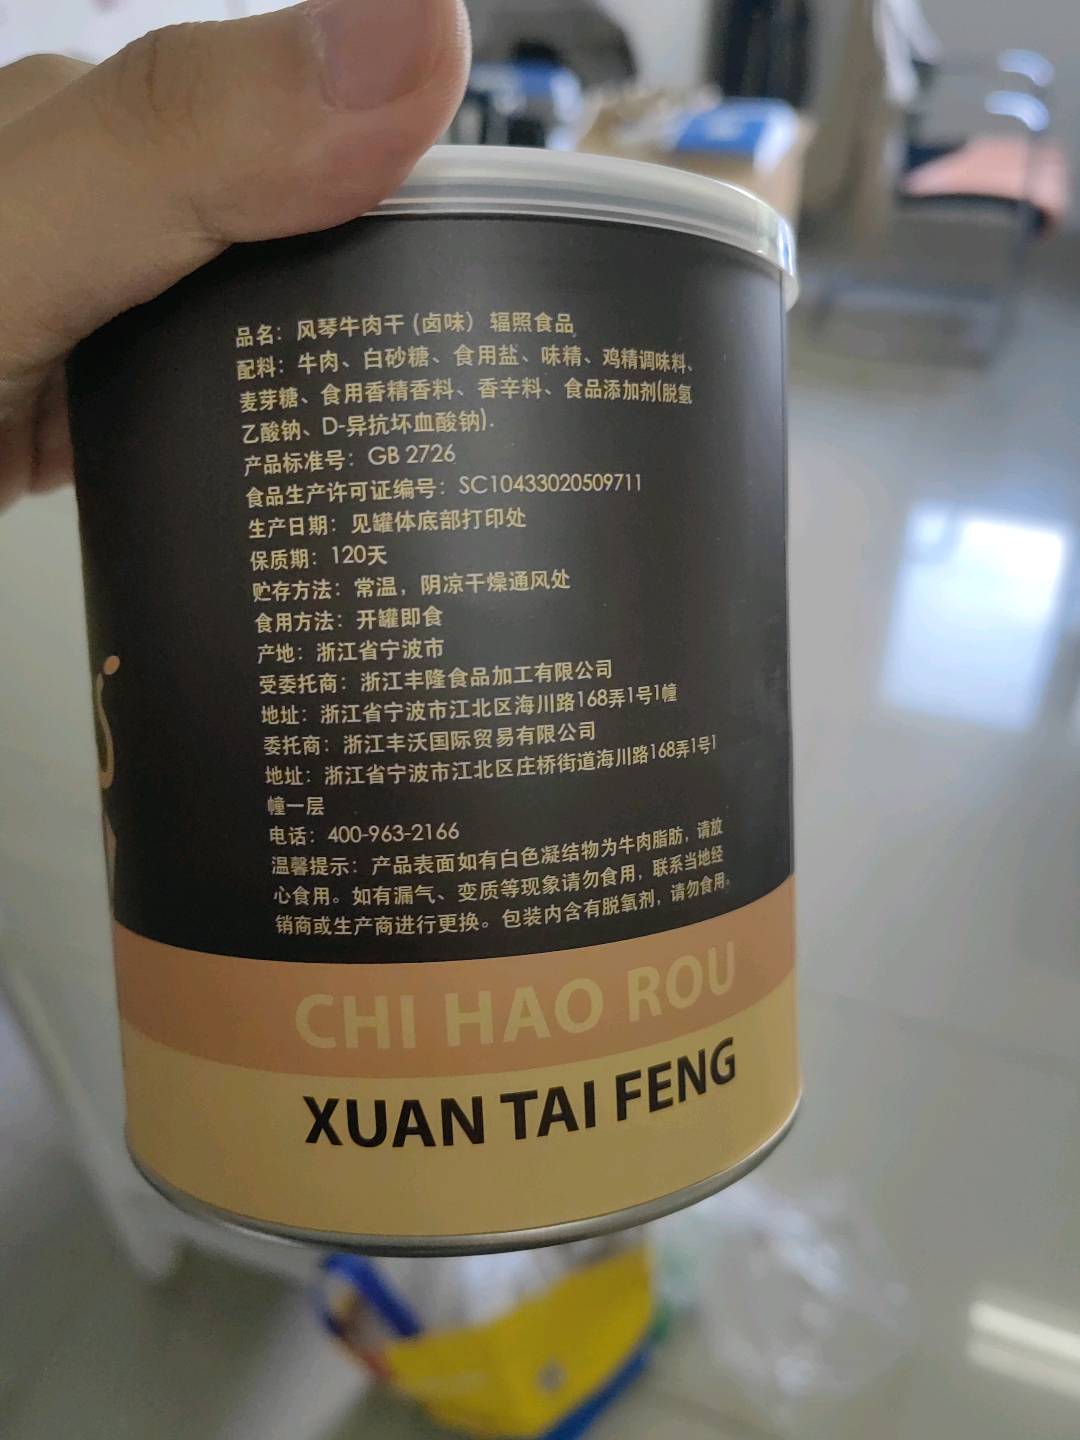 品名：风琴牛肉干 (卤味） 辐照食品
配料：牛肉、白砂糖、食用盐、味精、鸡精调味料、
麦芽糖、食用香精香料、香辛料、食品添加剂(脱氢
乙酸钠、D-异抗坏血酸钠).
产品标准号：GB 2726
食品生产许可证编号：SC10433020509711
生产日期：见罐体底部打印处
保质期：120天
贮存方法：常温，阴凉干燥通风处
食用方法：开罐即食
产地：浙江省宁波市
受委托商：浙江丰隆食品加工有限公司
地址：浙江省宁波市江北区海川路168弄1号1幢
委托商：浙江丰沃国际贸易有限公司
地址：浙江省宁波市江北区庄桥街道海川路168弄1号1
幢一层
电话：400-963-2166
温馨提示：产品表面如有白色凝结物为牛肉脂肪，请放
心食用。如有漏气、变质等现象请勿食用，联系当地经
销商或生产商进行更换。包装内含有脱氧剂，请勿食用。
CHI HAO ROU
XUAN TAI FENG